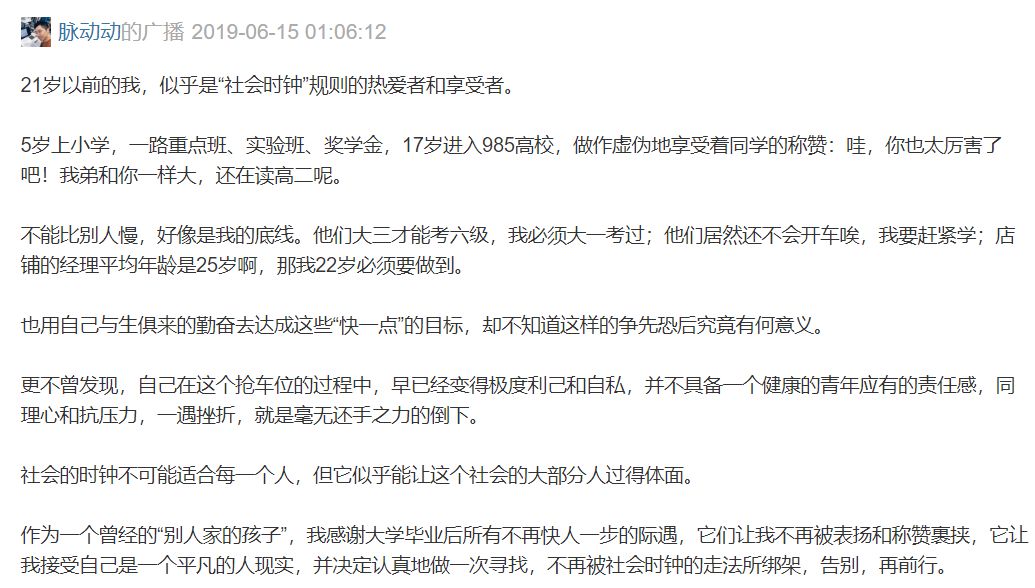 脉动动的广播 2019-06-15 01:06:12
21岁以前的我，似乎是“社会时钟”规则的热爱者和享受者。
5岁上小学，一路重点班、实验班、奖学金，17岁进入985高校，做作虚伪地享受着同学的称赞：哇，你也太厉害了
吧！我弟和你一样大，还在读高二呢。
不能比别人慢，好像是我的底线。他们大三才能考六级，我必须大一考过；他们居然还不会开车唉，我要赶紧学；店
铺的经理平均年龄是25岁啊，那我22岁必须要做到。
也用自己与生俱来的勤奋去达成这些“快一点”的目标，却不知道这样的争先恐后究竟有何意义。
更不曾发现，自己在这个抢车位的过程中，早已经变得极度利己和自私，并不具备一个健康的青年应有的责任感，同
理心和抗压力，一遇挫折，就是毫无还手之力的倒下。
社会的时钟不可能适合每一个人，但它似乎能让这个社会的大部分人过得体面。
作为一个曾经的“别人家的孩子”，我感谢大学毕业后所有不再快人一步的际遇，它们让我不再被表扬和称赞裹挟，它让
我接受自己是一个平凡的人现实，并决定认真地做一次寻找，不再被社会时钟的走法所绑架，告别，再前行。